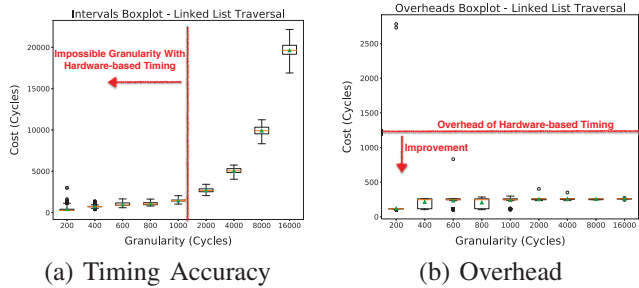 Intervals Boxplot - Linked List Traversal
Impossible Granularity With
Hardware-based Timing
Cost (Cycles)
20000
15000
10000
5000
0
200 400 600 800 1000 2000 4000 8000 16000
Granularity (Cycles)
(a) Timing Accuracy
Overheads Boxplot - Linked List Traversal
Overhead of Hardware-based Timing
Improvement
Cost (Cycles)
2500
2000
1500
1000
500
0
200 400 600 800 1000 2000 4000 8000 16000
Granularity (Cycles)
(b) Overhead